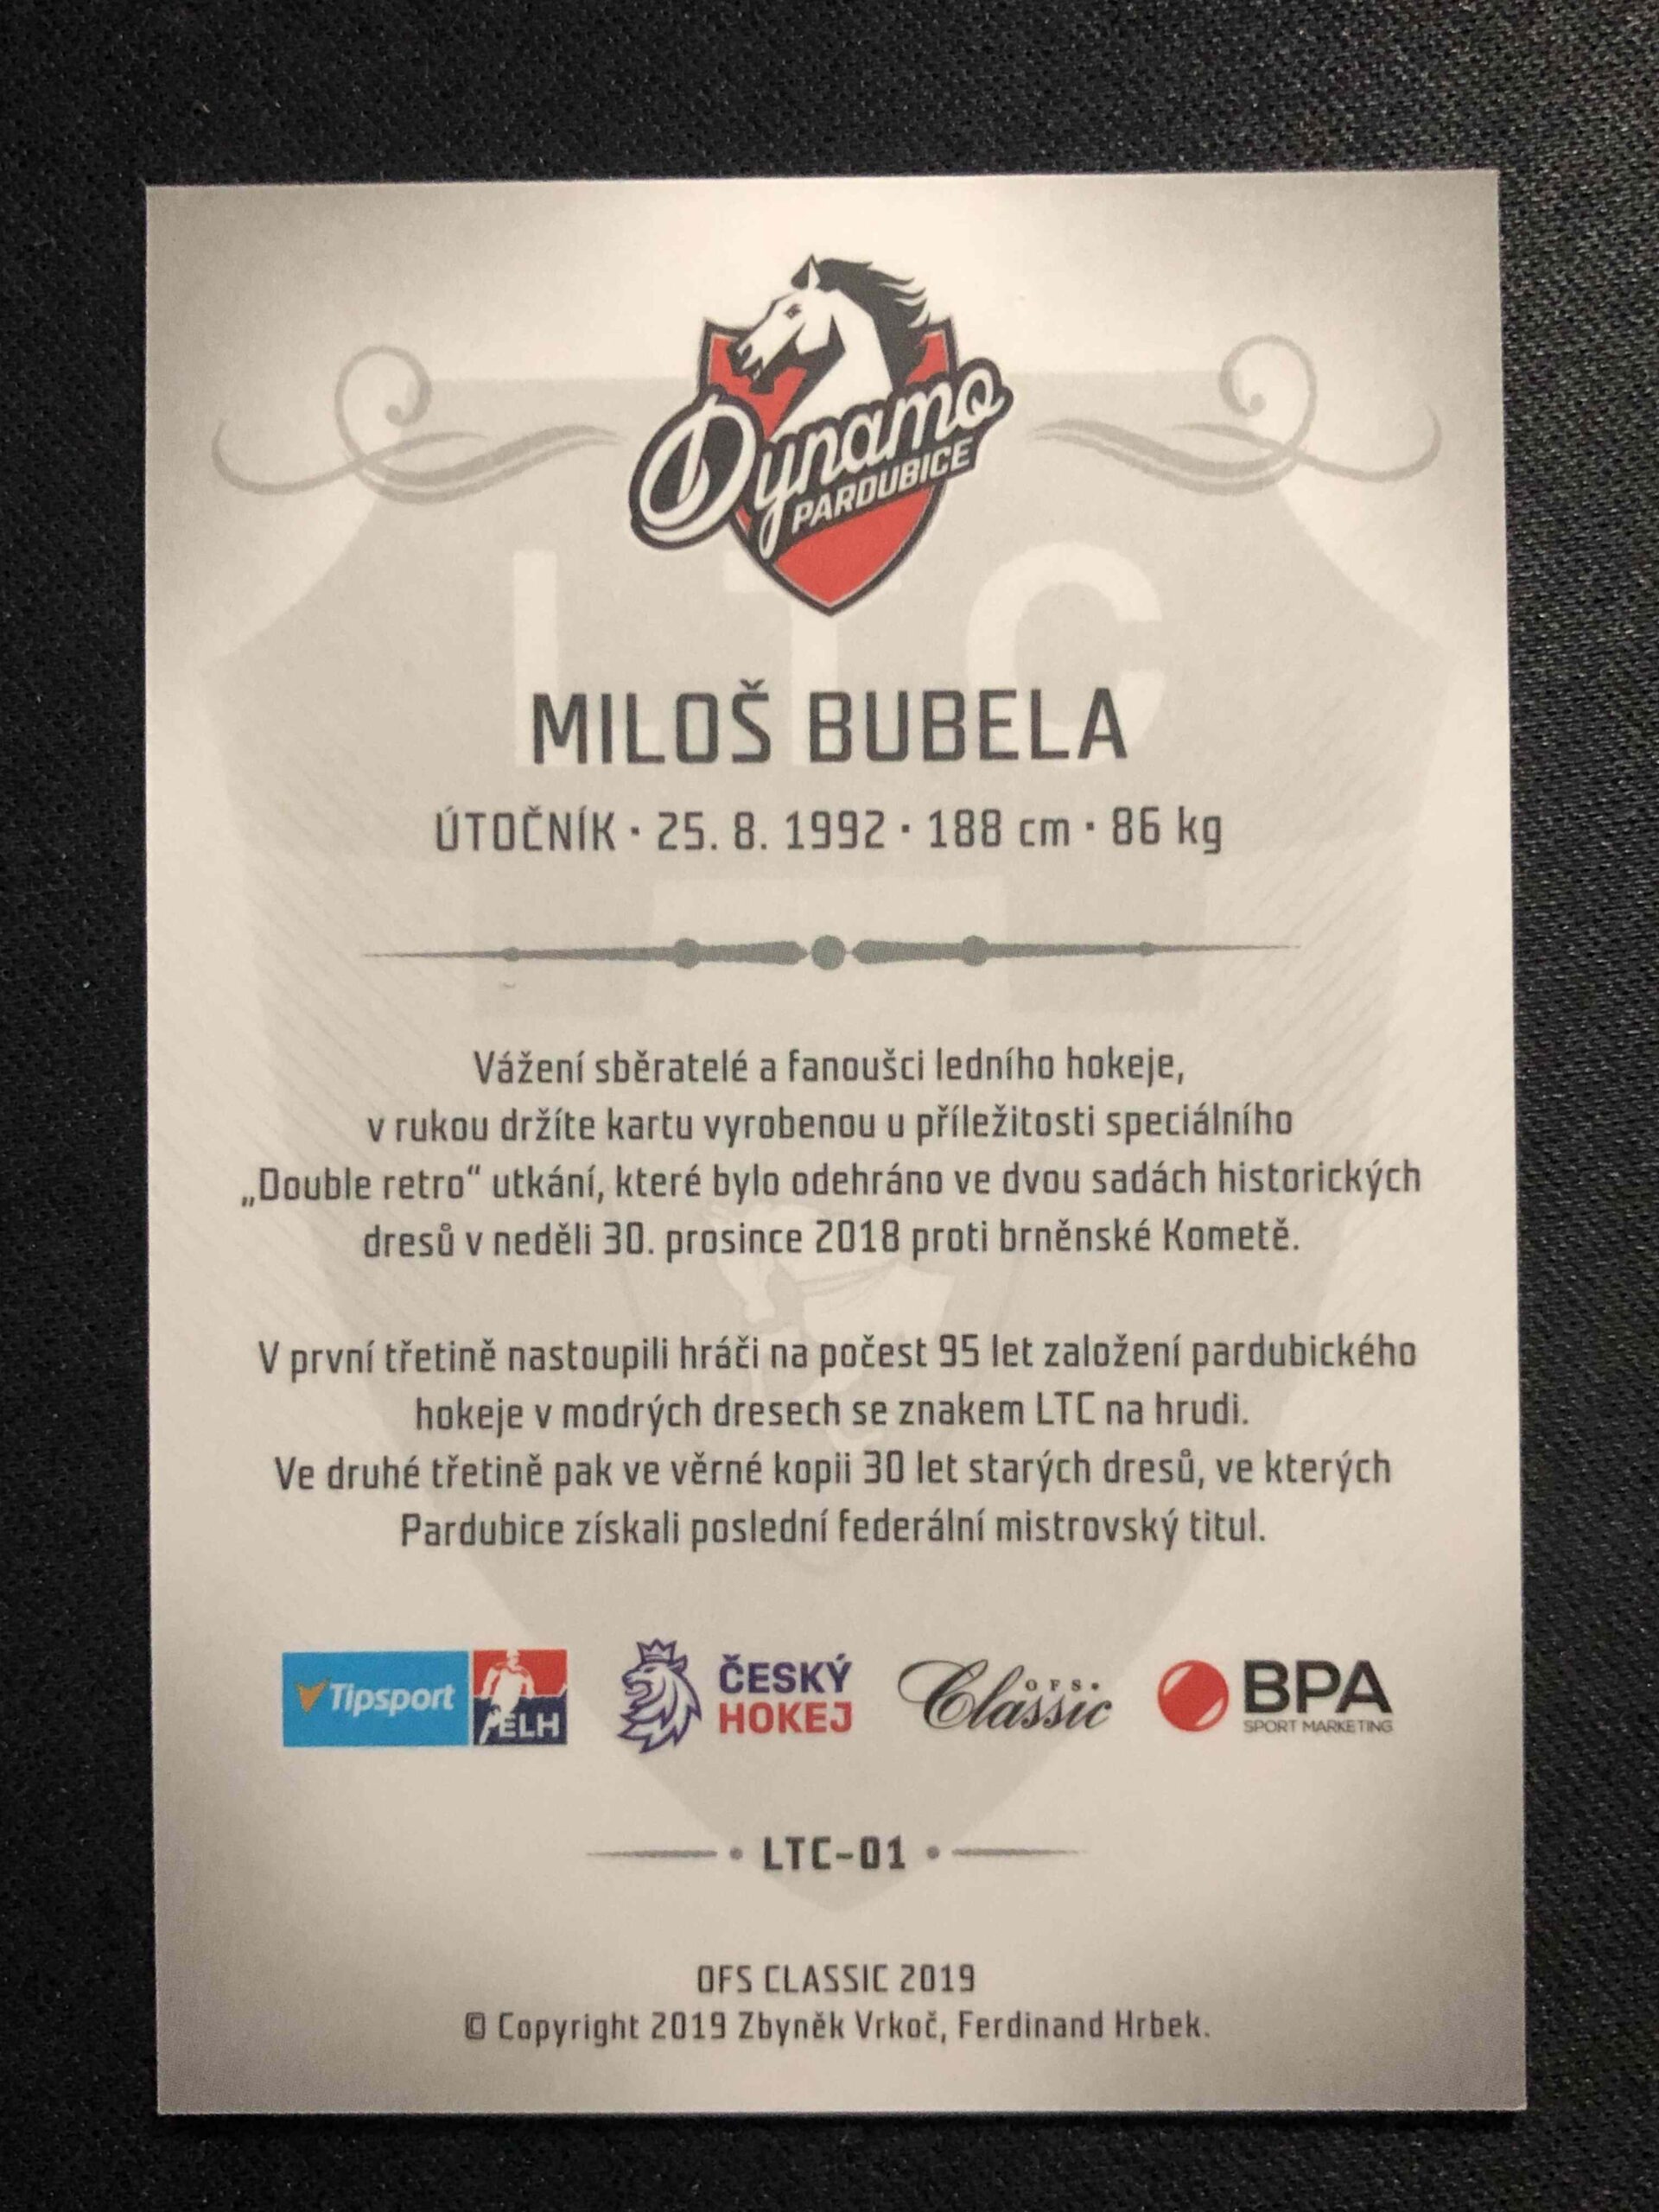 Dynamo
PARDUBICE
LTC
MILOŠ BUBELA
ÚTOČNÍK · 25. 8. 1992 · 188 cm · 86 kg
Vážení sběratelé a fanoušci ledního hokeje,
v rukou držíte kartu vyrobenou u příležitosti speciálního
„Double retro“ utkání, které bylo odehráno ve dvou sadách historických
dresů v neděli 30. prosince 2018 proti brněnské Kometě.
V první třetině nastoupili hráči na počest 95 let založení pardubického
hokeje v modrých dresech se znakem LTC na hrudi.
Ve druhé třetině pak ve věrné kopii 30 let starých dresů, ve kterých
Pardubice získali poslední federální mistrovský titul.
Tipsport ELH
ČESKÝ
HOKEJ
OFS
Classic
BPA
SPORT MARKETING
· LTC-01 ·
OFS CLASSIC 2019
© Copyright 2019 Zbyněk Vrkoč, Ferdinand Hrbek.